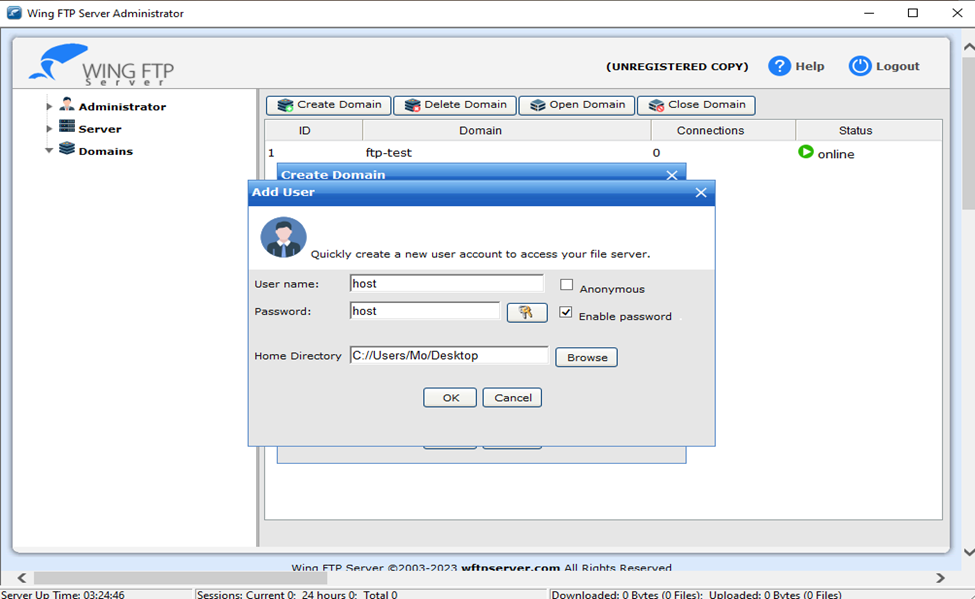 Wing FTP Server Administrator
WING FTP
Server
(UNREGISTERED COPY)
Help
Logout
Administrator
Server
Domains
Create Domain
Delete Domain
Open Domain
Close Domain
ID
Domain
Connections
Status
1
ftp-test
0
online
Create Domain
Add User
Quickly create a new user account to access your file server.
User name:
host
Anonymous
Password:
host
Enable password
Home Directory
C://Users/Mo/Desktop
Browse
OK
Cancel
Wing FTP Server ©2003-2023 wftpserver.com All Rights Reserved
Server Up Time: 03:24:46
Sessions: Current 0;  24 hours 0;  Total 0
Downloaded: 0 Bytes (0 Files);  Uploaded: 0 Bytes (0 Files)